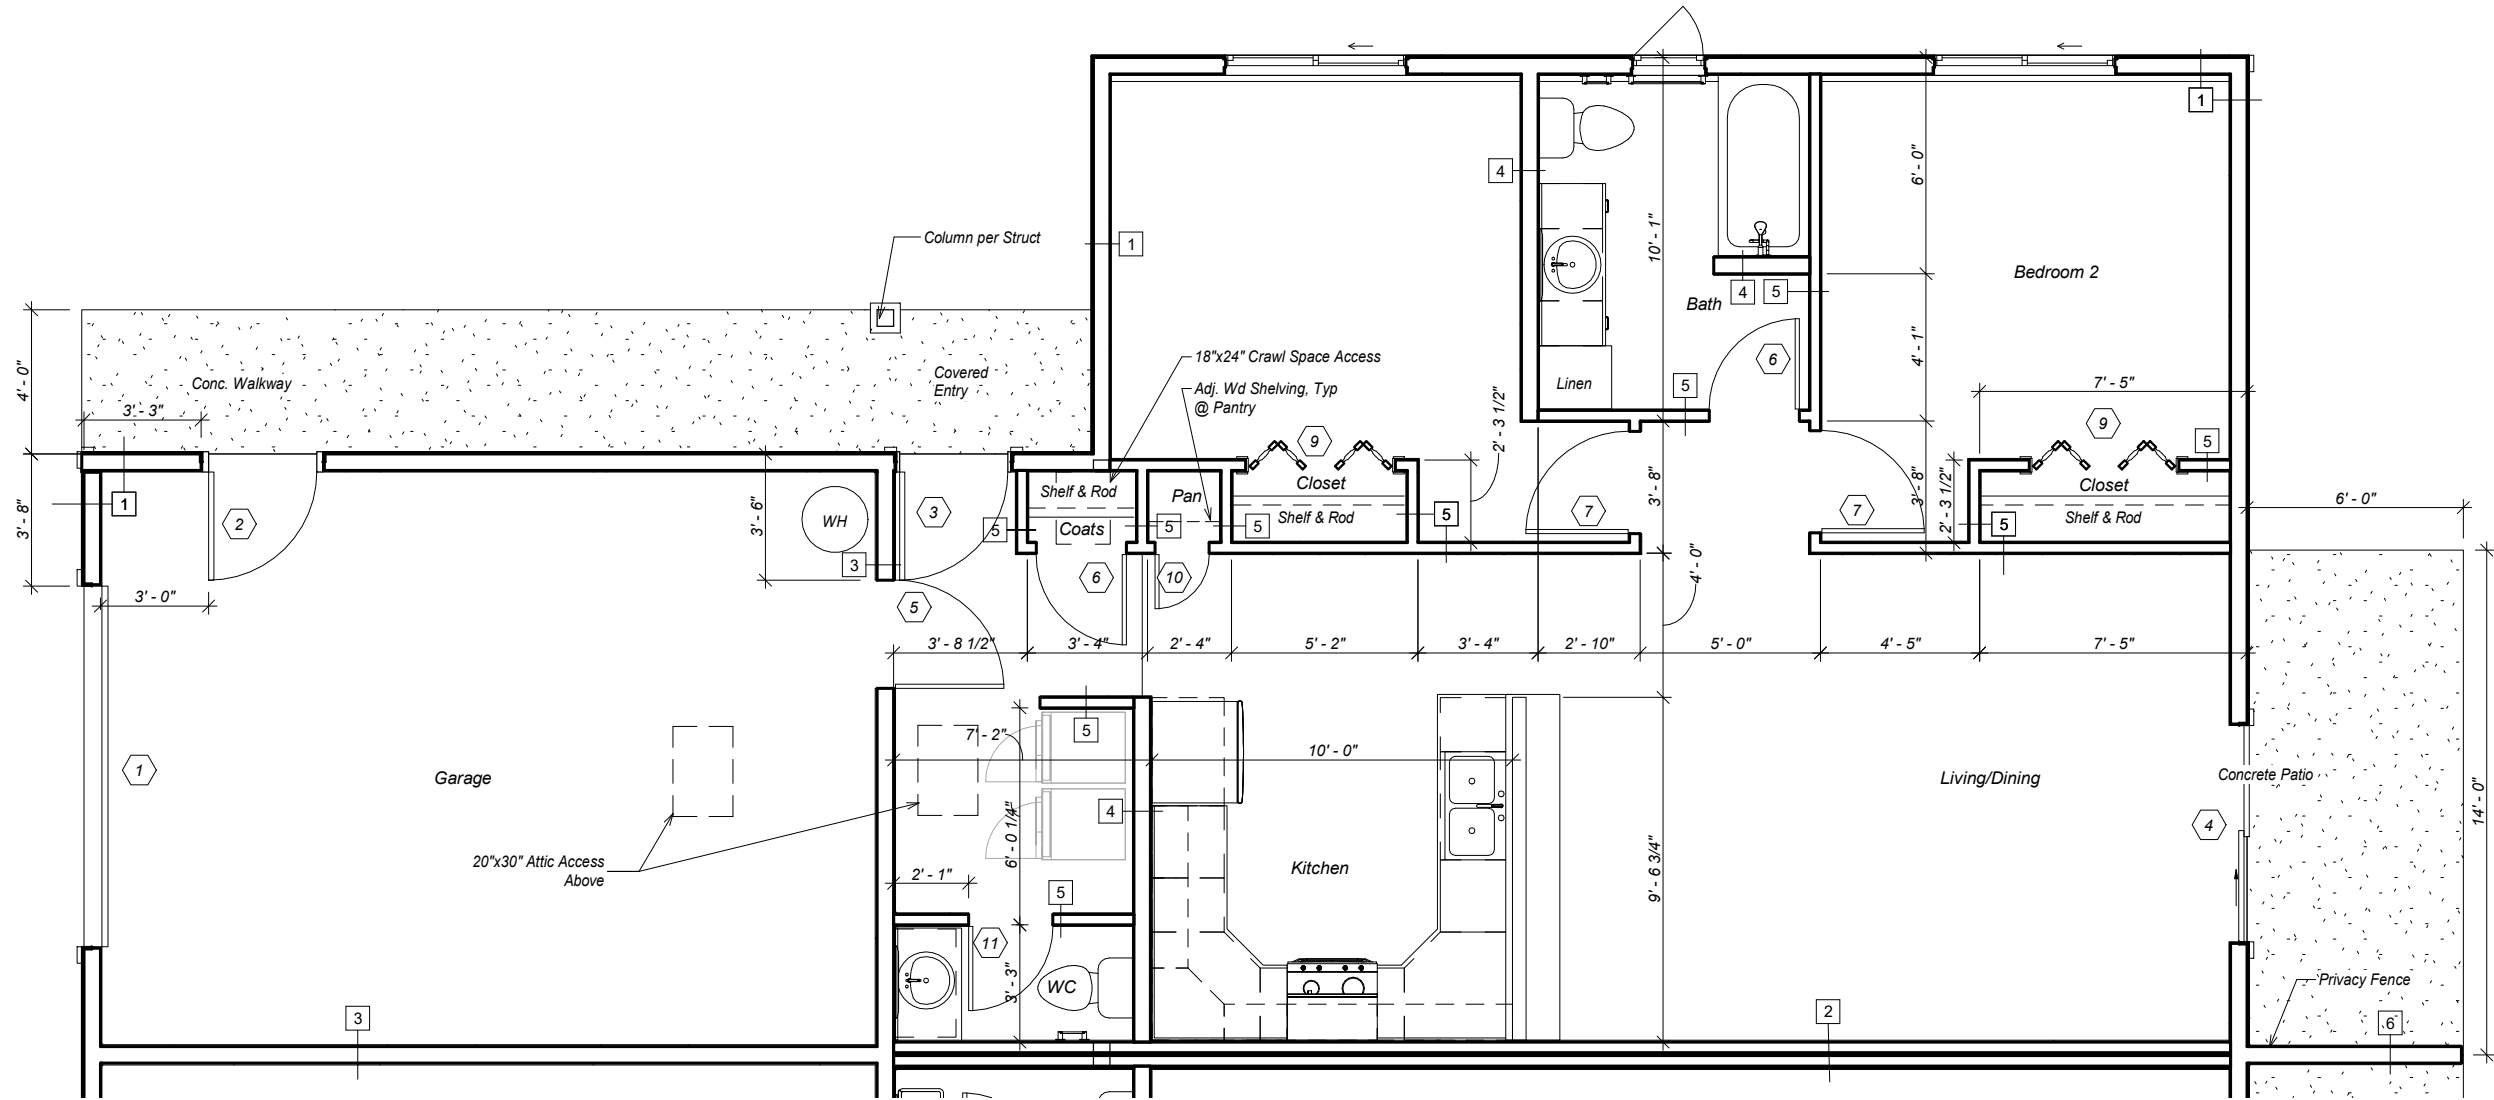 1
4
6' - 0"
10' - 1"
Column per Struct
1
Bedroom 2
4
5
Bath
4' - 0"
18"x24" Crawl Space Access
4' - 1"
6
Conc. Walkway
Covered
Entry
Adj. Wd Shelving, Typ
@ Pantry
Linen
5
7' - 5"
3' - 3"
2' - 3 1/2"
9
9
5
3' - 8"
1
2
3' - 6"
WH
3
Shelf & Rod
Pan
Closet
Closet
5
Coats
5
5
Shelf & Rod
5
7
3' - 8"
7
3' - 8"
2' - 3 1/2"
5
Shelf & Rod
6' - 0"
3
6
10
4' - 0"
3' - 0"
5
3' - 8 1/2"
3' - 4"
2' - 4"
5' - 2"
3' - 4"
2' - 10"
5' - 0"
4' - 5"
7' - 5"
5
7' - 2"
10' - 0"
1
Garage
Living/Dining
Concrete Patio
14' - 0"
4
4
6' - 0 1/4"
20"x30" Attic Access
Above
Kitchen
9' - 6 3/4"
2' - 1"
5
11
3' - 3"
WC
Privacy Fence
3
2
6